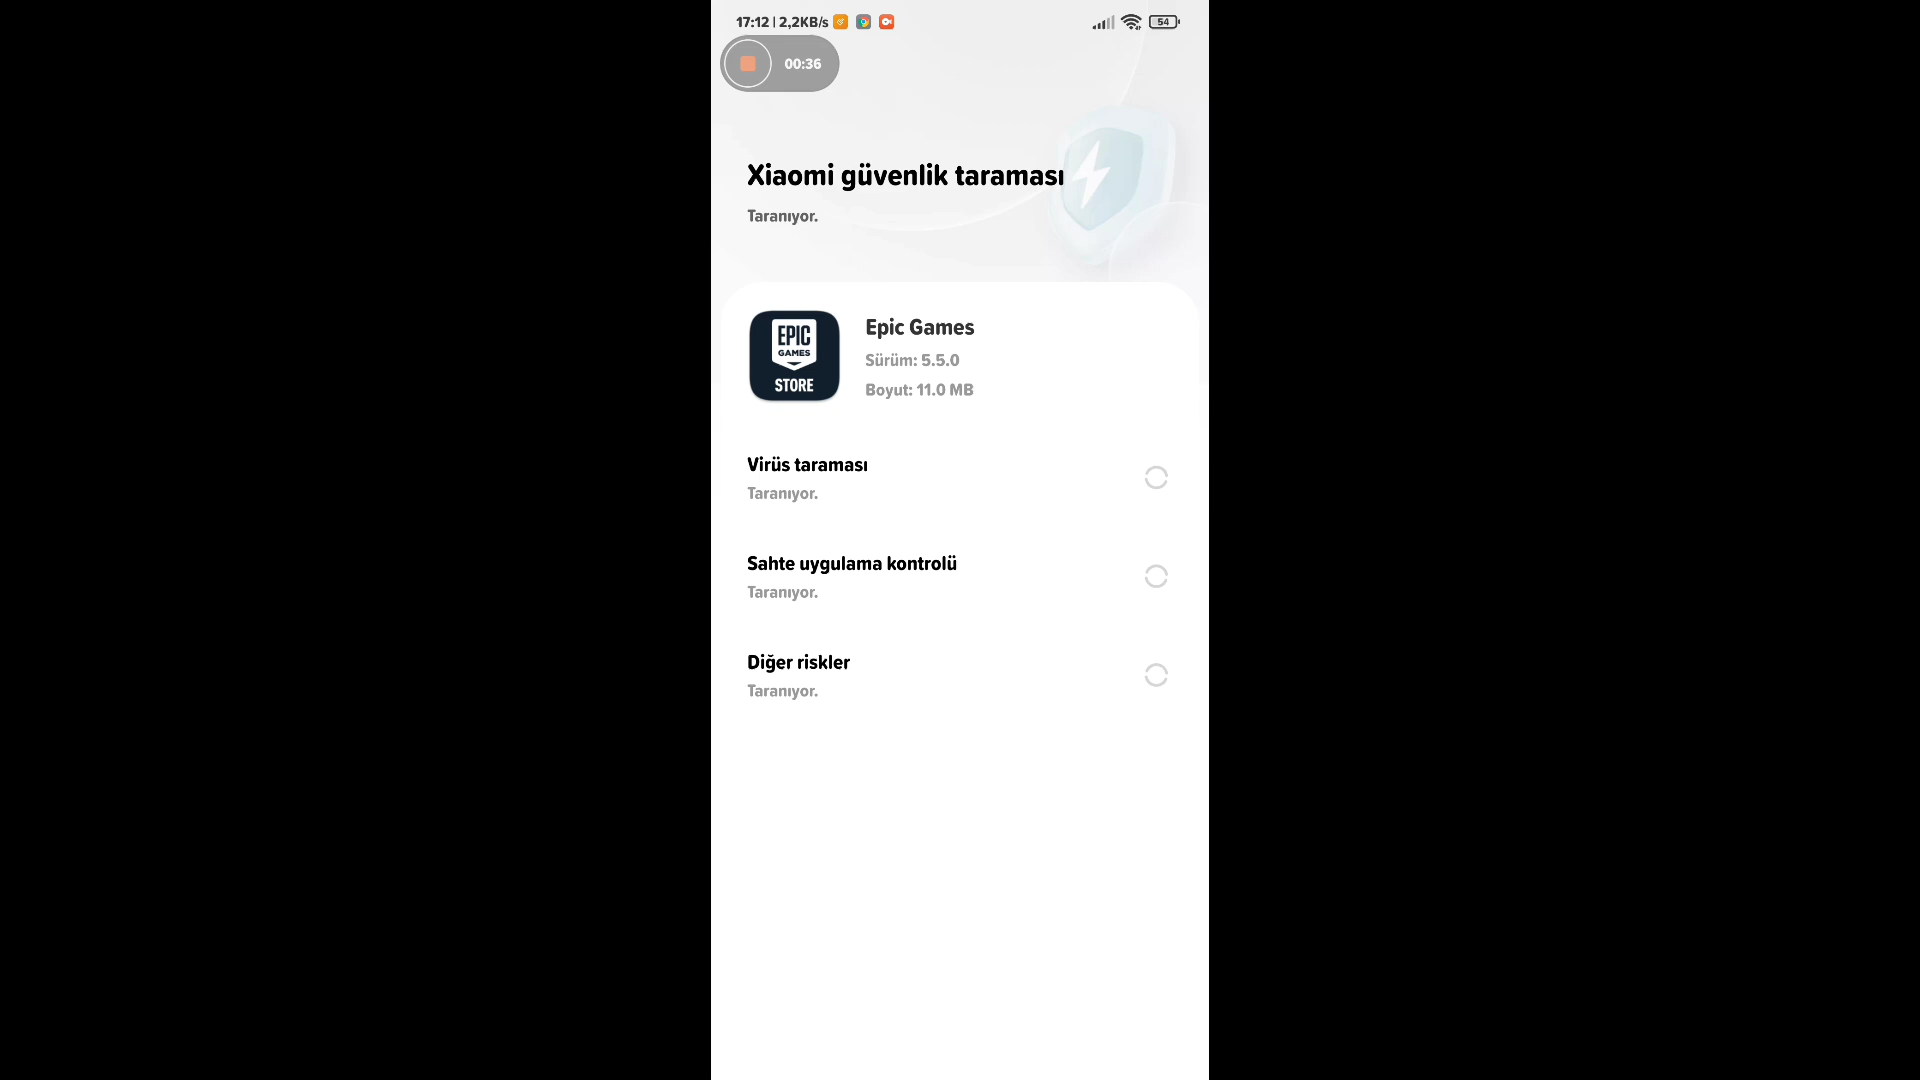 17:12 | 2,2KB/s
54
00:36
Xiaomi güvenlik taraması
Taranıyor.
EPIC
GAMES
STORE
Epic Games
Sürüm: 5.5.0
Boyut: 11.0 MB
Virüs taraması
Taranıyor.
Sahte uygulama kontrolü
Taranıyor.
Diğer riskler
Taranıyor.